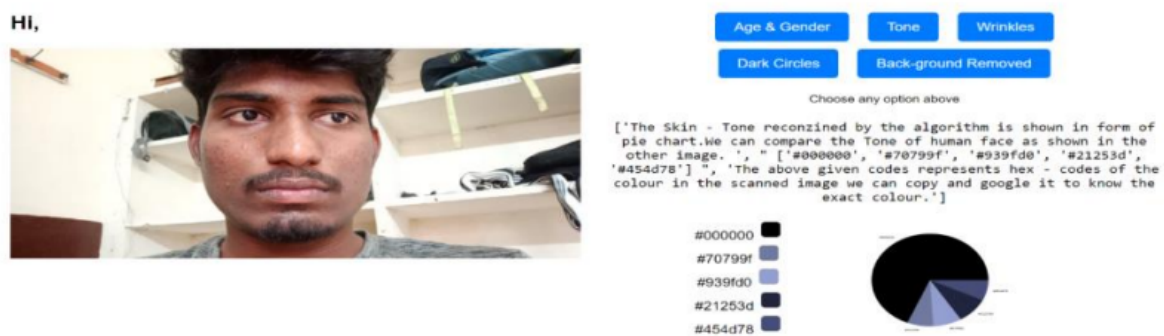 Hi,
Age & Gender
Tone
Wrinkles
Dark Circles
Back-ground Removed
Choose any option above
['The Skin - Tone reconzined by the algorithm is shown in form of
pie chart.We can compare the Tone of human face as shown in the
other image. ', " ['#000000', '#70799f', '#939fd0', '#21253d',
'#454d78'] ", 'The above given codes represents hex - codes of the
colour in the scanned image we can copy and google it to know the
exact colour.']
#000000
#70799f
#939fd0
#21253d
#454d78